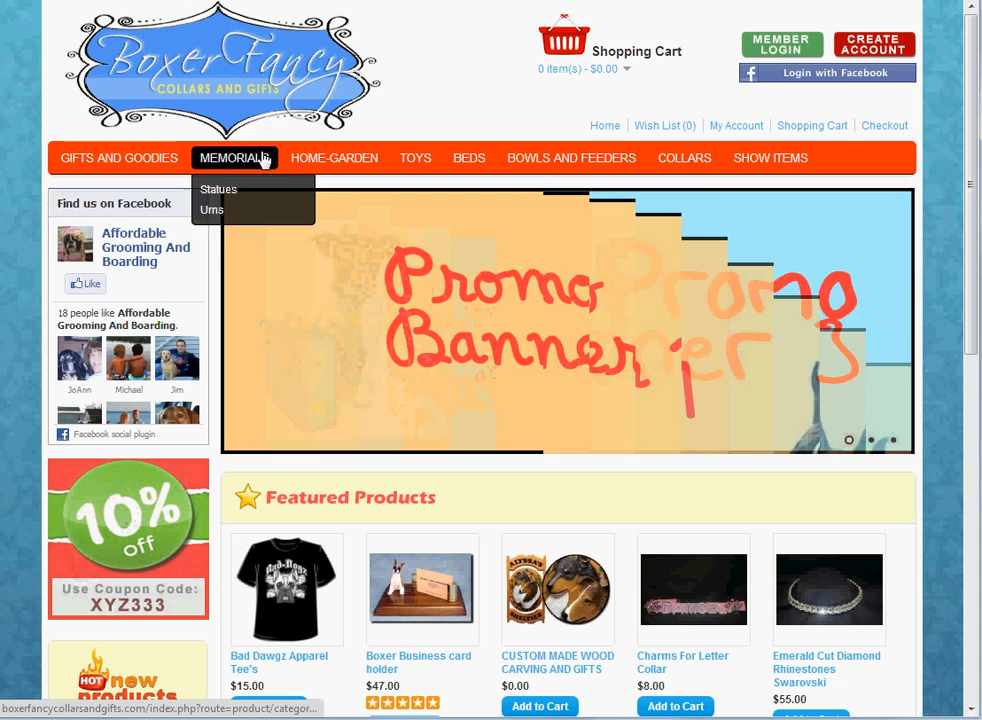 Boxer Fancy
COLLARS AND GIFTS
Shopping Cart
0 item(s) - $0.00
MEMBER LOGIN
CREATE ACCOUNT
Login with Facebook
Home
Wish List (0)
My Account
Shopping Cart
Checkout
GIFTS AND GOODIES
HOME-GARDEN
TOYS
BEDS
BOWLS AND FEEDERS
COLLARS
SHOW ITEMS
Statues
Urns
Find us on Facebook
Affordable
Grooming And
Boarding
Like
18 people like Affordable
Grooming And Boarding.
JoAnn
Michael
Jim
Facebook social plugin
Promo
Banner
10%
off
Use Coupon Code:
XYZ333
HOT
new
products
Featured Products
Bad Dawgz Apparel
Tee's
$15.00
Boxer Business card
holder
$47.00
CUSTOM MADE WOOD
CARVING AND GIFTS
$0.00
Add to Cart
Charms For Letter
Collar
$8.00
Add to Cart
Emerald Cut Diamond
Rhinestones
Swarovski
$55.00
boxerfancycollarsandgifts.com/index.php?route=product/categor...